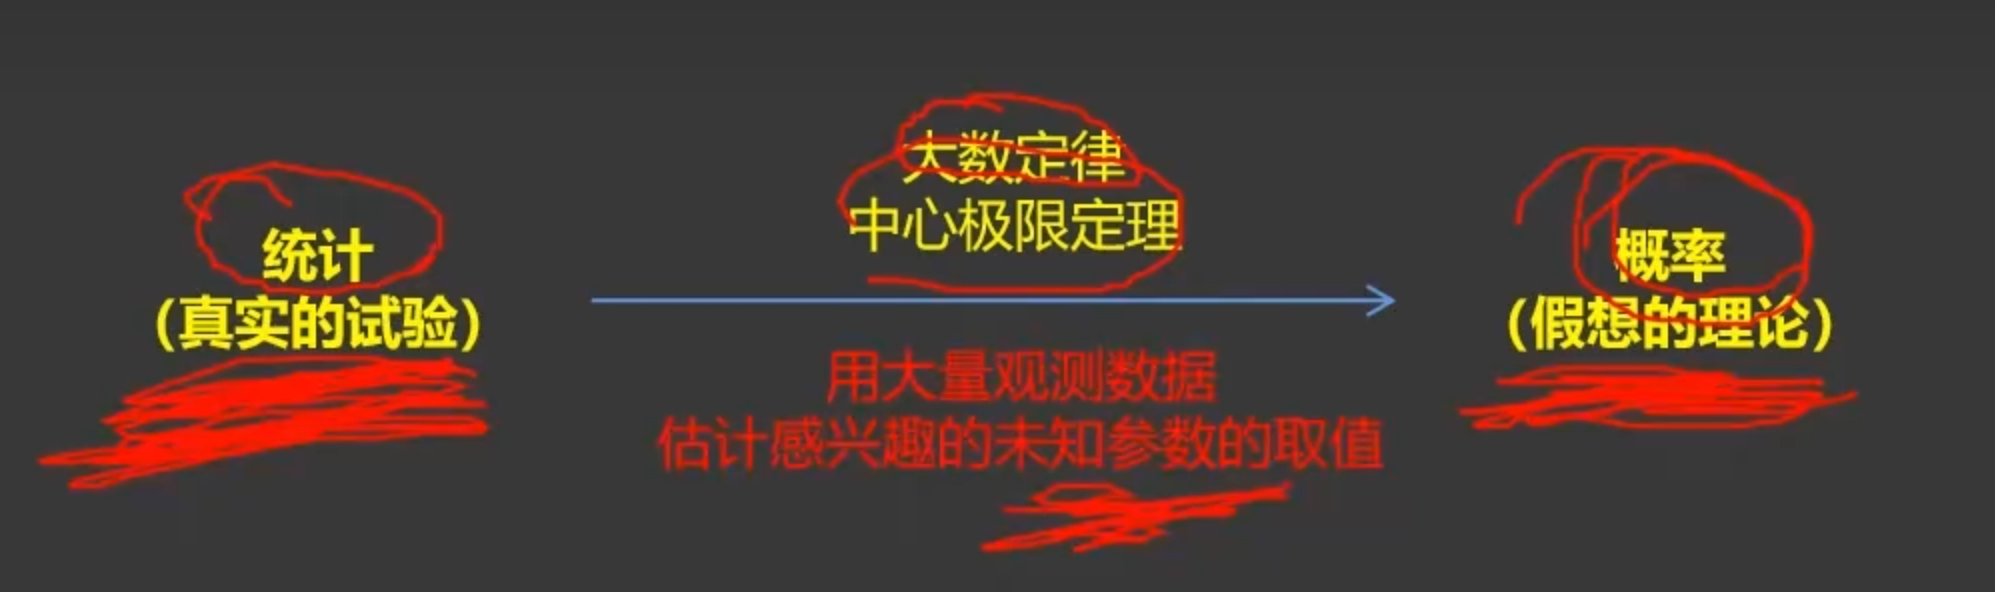 大数定律
中心极限定理
统计
（真实的试验）
概率
（假想的理论）
用大量观测数据
估计感兴趣的未知参数的取值